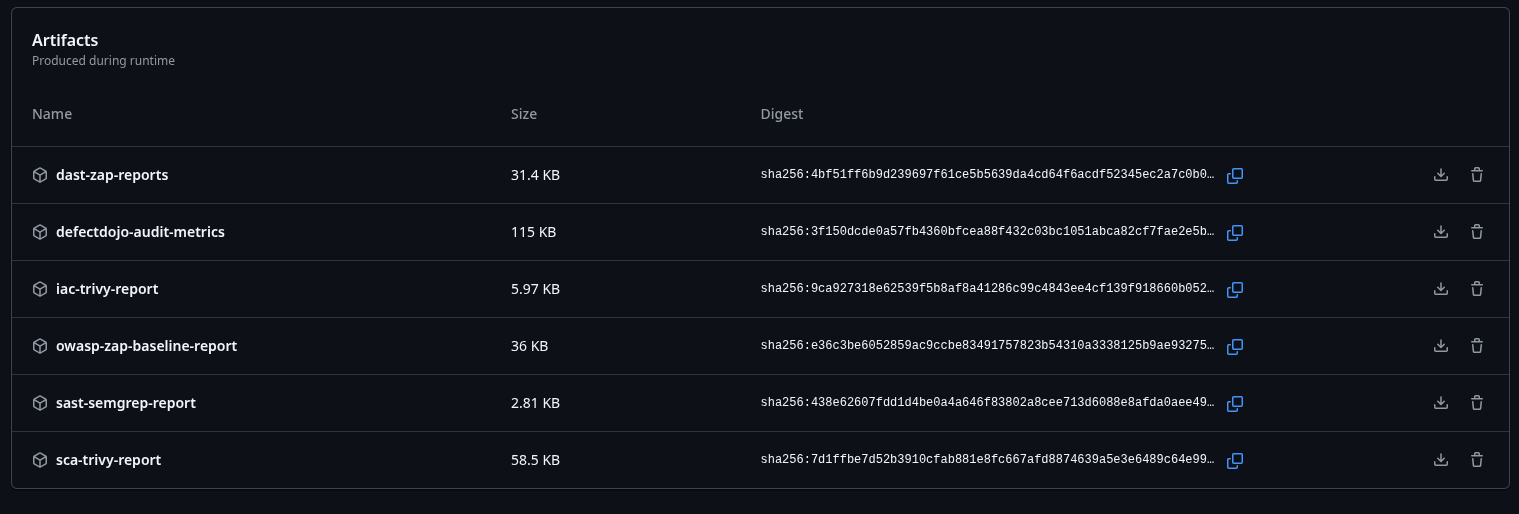 Artifacts
Produced during runtime
Name Size Digest
dast-zap-reports 31.4 KB sha256:4bf51ff6b9d239697f61ce5b5639da4cd64f6acdf52345ec2a7c0b0…
defectdojo-audit-metrics 115 KB sha256:3f150dcde0a57fb4360bfcea88f432c03bc1051abca82cf7fae2e5b…
iac-trivy-report 5.97 KB sha256:9ca927318e62539f5b8af8a41286c99c4843ee4cf139f918660b052…
owasp-zap-baseline-report 36 KB sha256:e36c3be6052859ac9ccbe83491757823b54310a3338125b9ae93275…
sast-semgrep-report 2.81 KB sha256:438e62607fdd1d4be0a4a646f83802a8cee713d6088e8afda0aee49…
sca-trivy-report 58.5 KB sha256:7d1ffbe7d52b3910cfab881e8fc667afd8874639a5e3e6489c64e99…